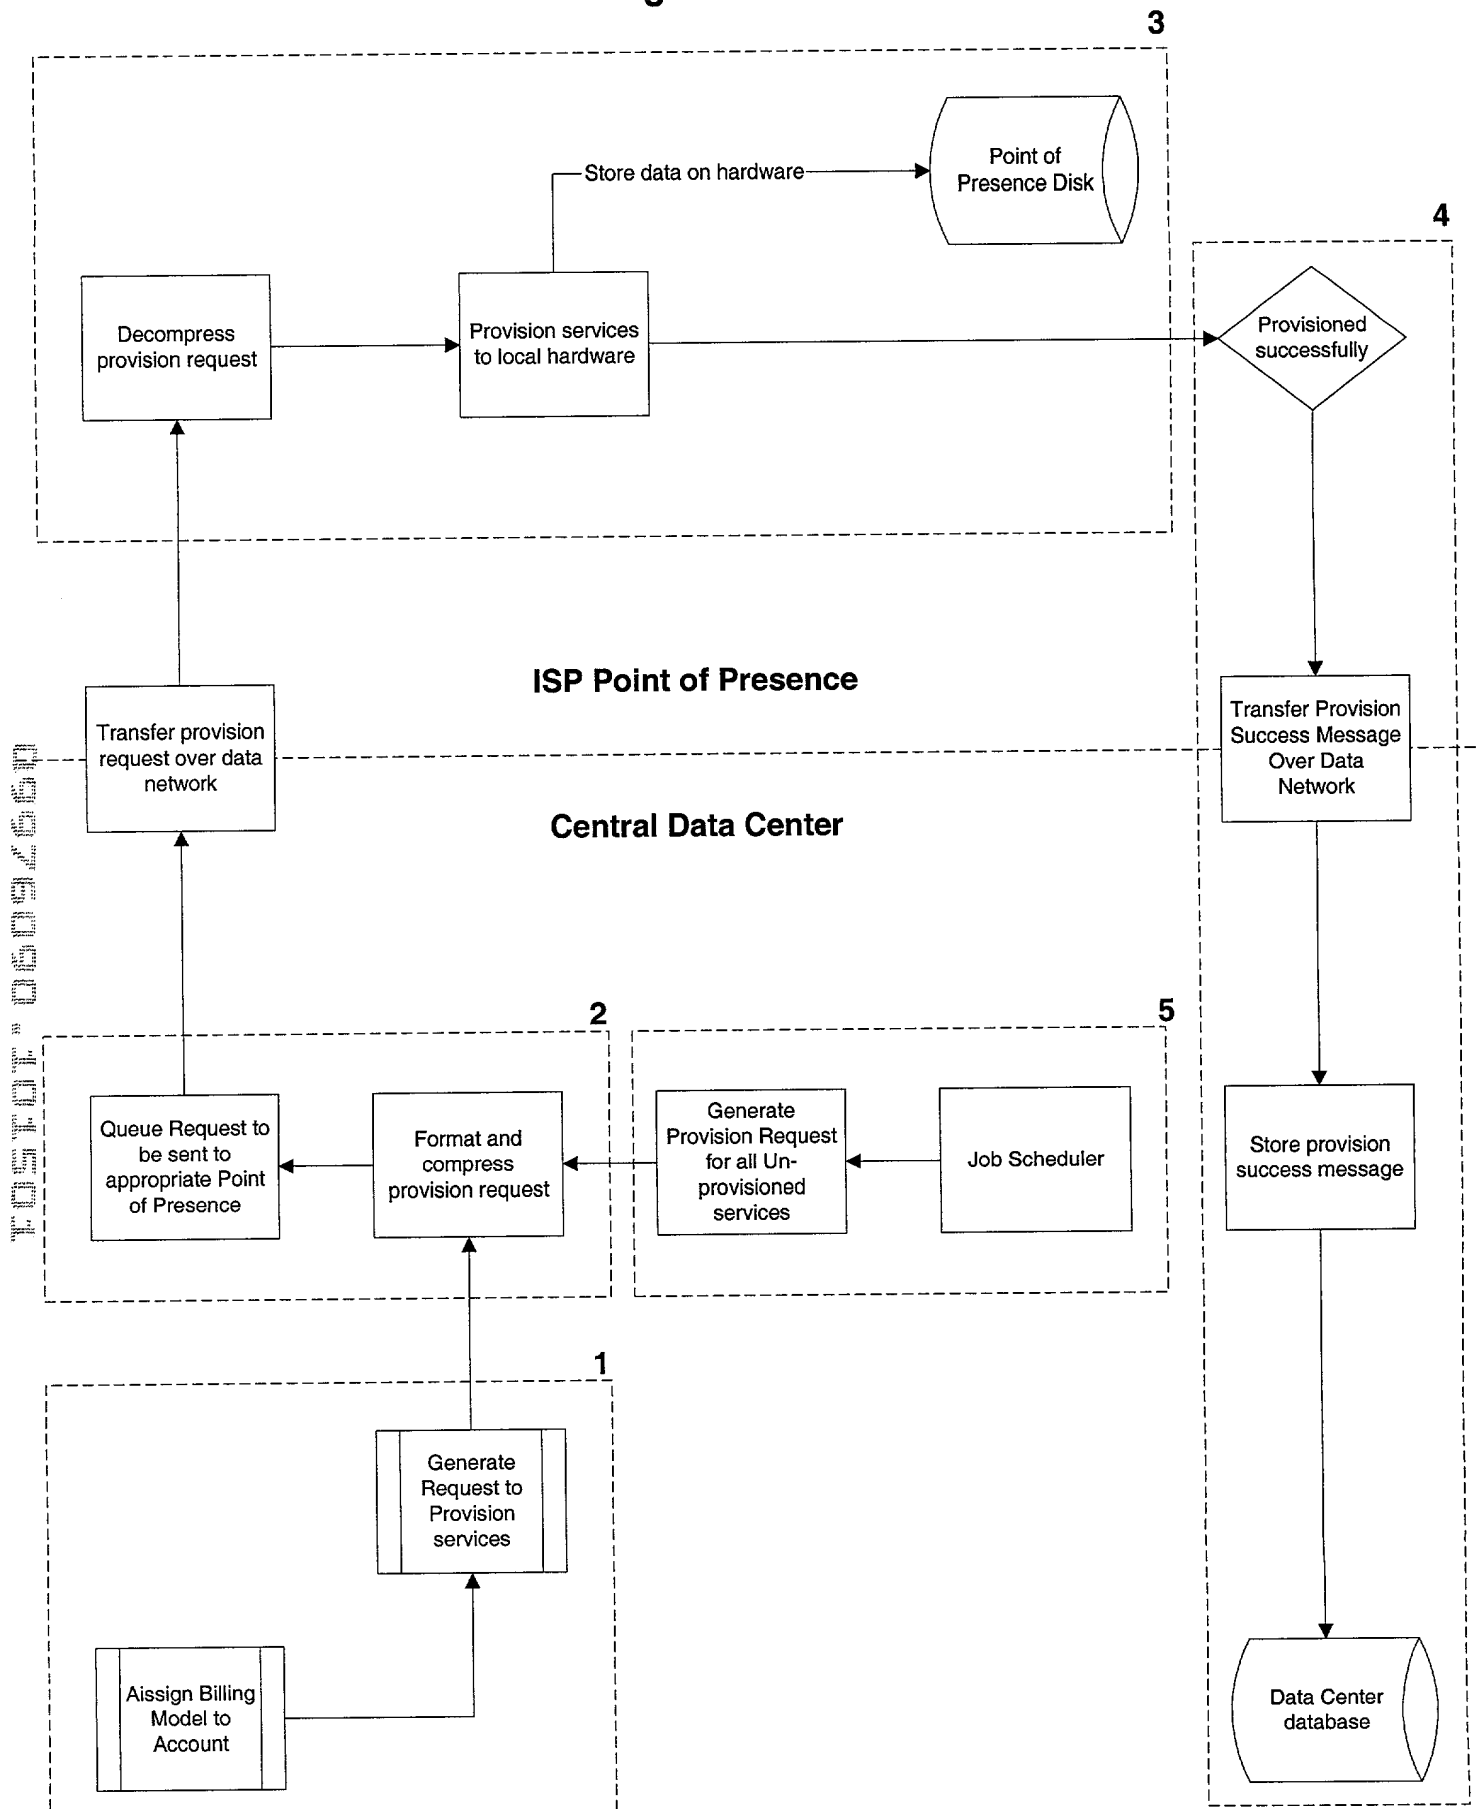 3
Store data on hardware
Point of
Presence Disk
4
Decompress
provision request
Provision services
to local hardware
Provisioned
successfully
ISP Point of Presence
Transfer provision
request over data
network
Transfer Provision
Success Message
Over Data
Network
Central Data Center
2
5
Queue Request to
be sent to
appropriate Point
of Presence
Format and
compress
provision request
Generate
Provision Request
for all Un-
provisioned
services
Job Scheduler
Store provision
success message
1
Generate
Request to
Provision
services
Aissign Billing
Model to
Account
Data Center
database